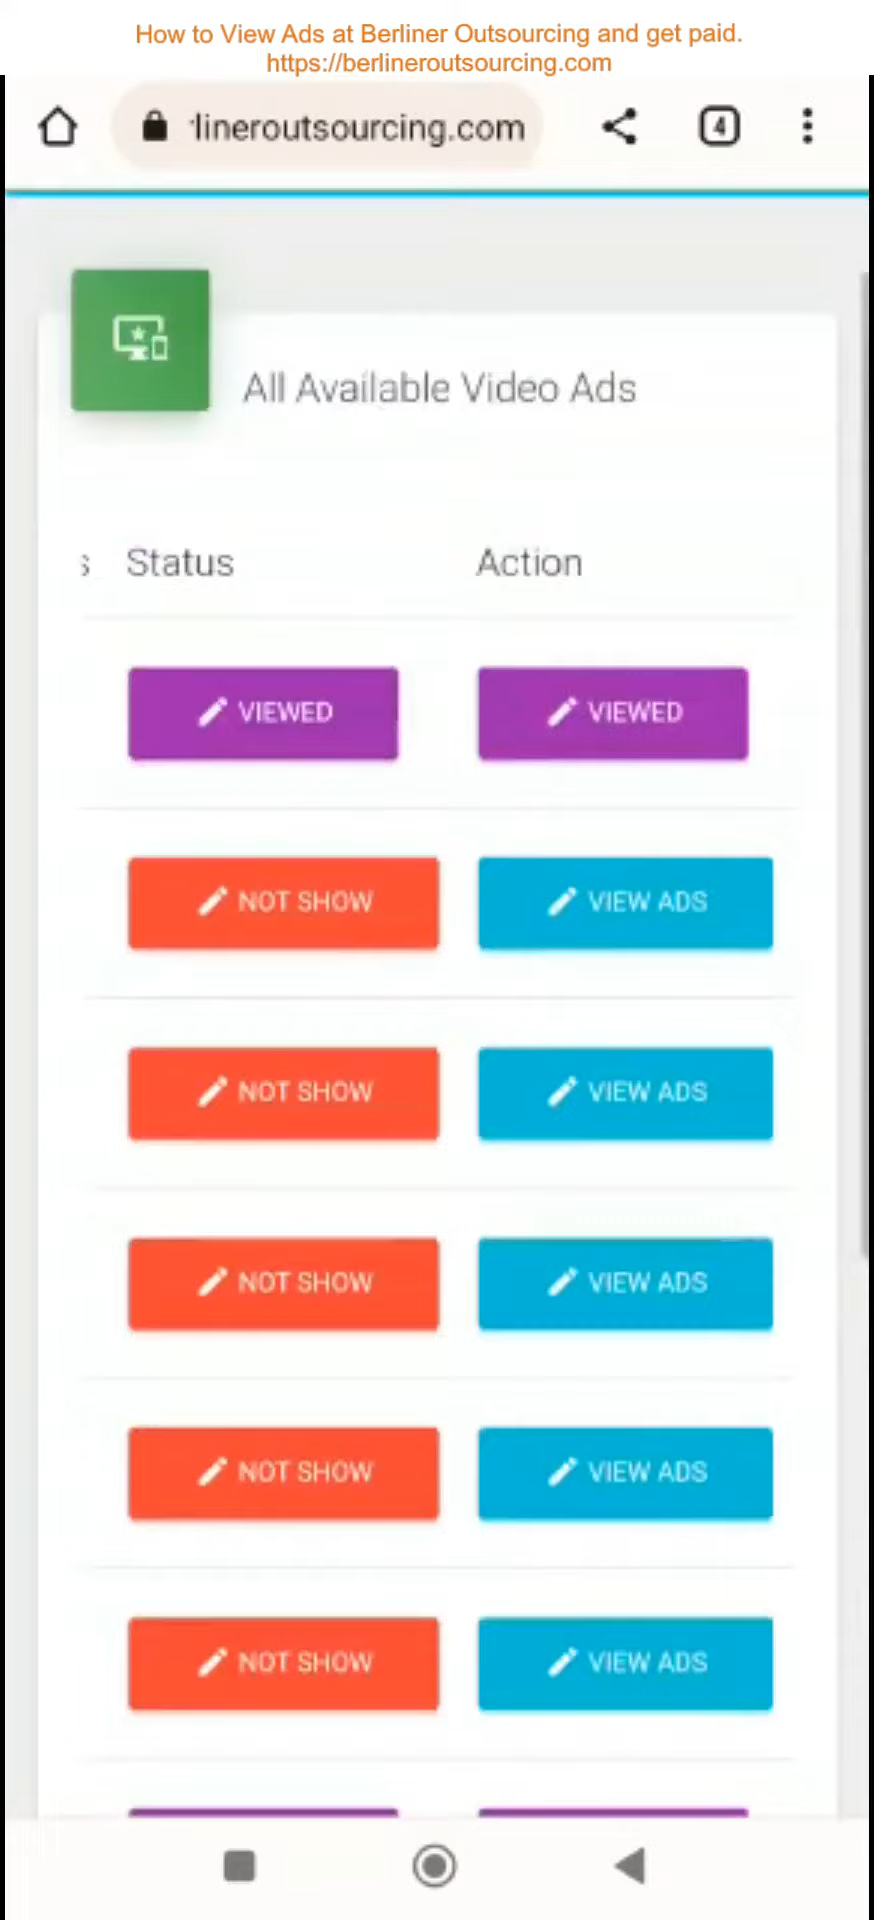 How to View Ads at Berliner Outsourcing and get paid.
https://berlineroutsourcing.com
lineroutsourcing.com
4
All Available Video Ads
s Status Action
VIEWED VIEWED
NOT SHOW VIEW ADS
NOT SHOW VIEW ADS
NOT SHOW VIEW ADS
NOT SHOW VIEW ADS
NOT SHOW VIEW ADS